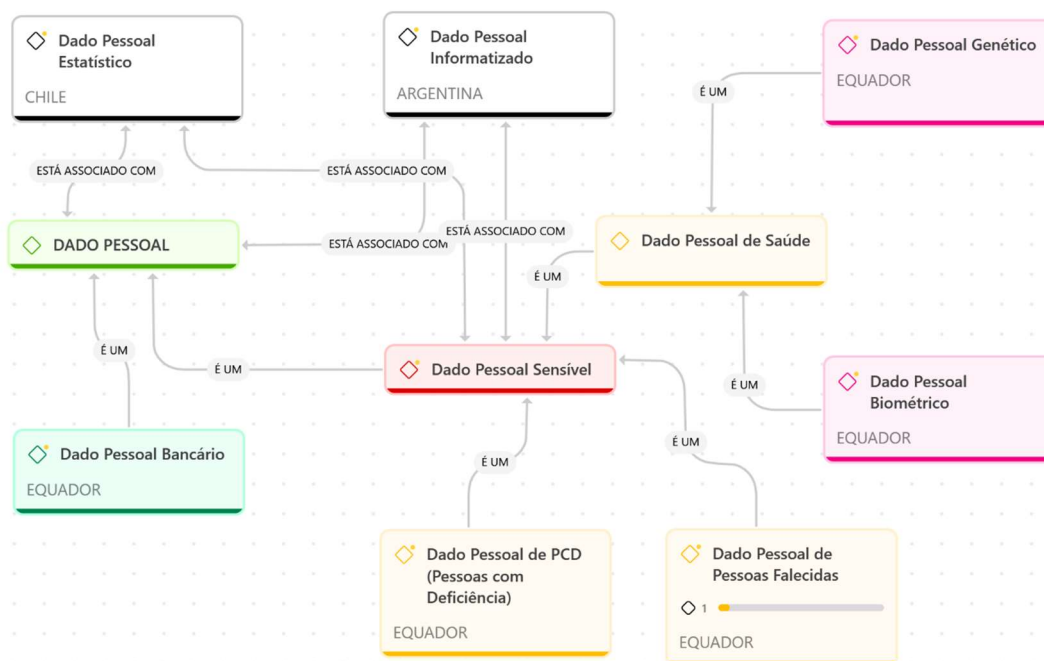 Dado Pessoal
Estatístico
CHILE
Dado Pessoal
Informatizado
ARGENTINA
Dado Pessoal Genético
EQUADOR
É UM
ESTÁ ASSOCIADO COM
ESTÁ ASSOCIADO COM
DADO PESSOAL
ESTÁ ASSOCIADO COM
ESTÁ ASSOCIADO COM
Dado Pessoal de Saúde
É UM
É UM
É UM
Dado Pessoal Sensível
É UM
Dado Pessoal
Biométrico
EQUADOR
Dado Pessoal Bancário
EQUADOR
É UM
É UM
Dado Pessoal de PCD
(Pessoas com
Deficiência)
EQUADOR
Dado Pessoal de
Pessoas Falecidas
1
EQUADOR